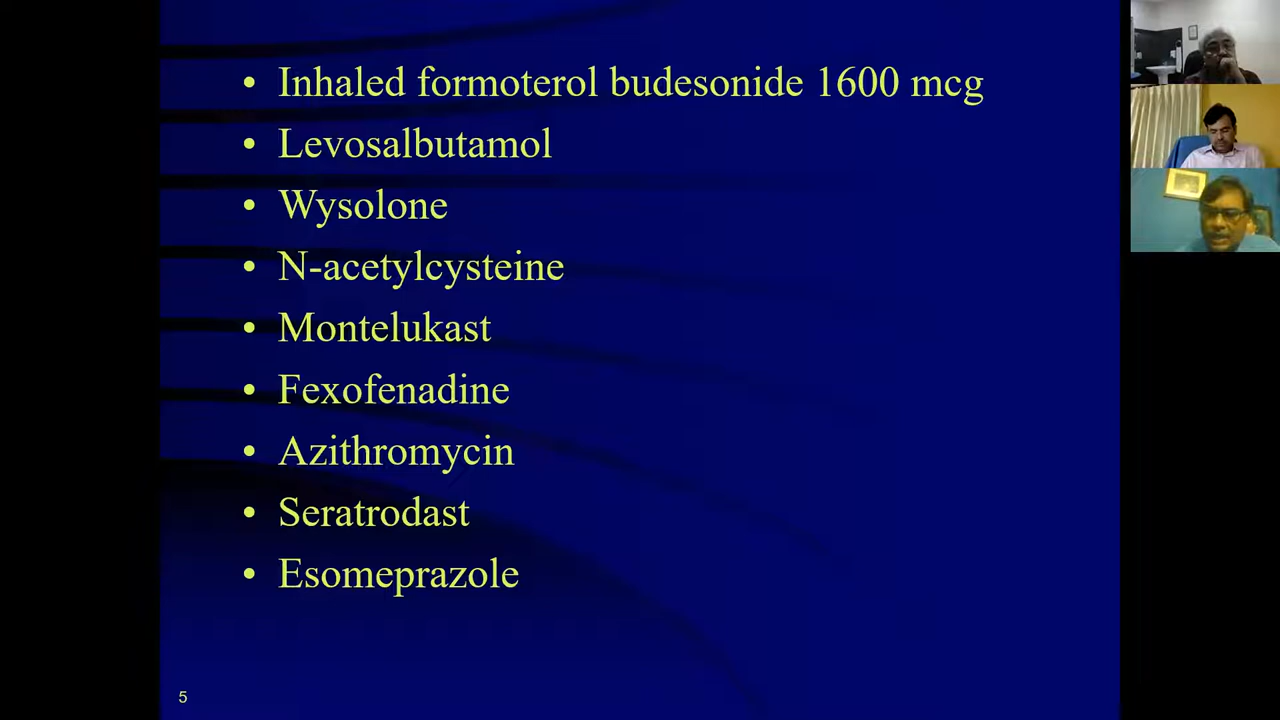 • Inhaled formoterol budesonide 1600 mcg
• Levosalbutamol
• Wysolone
• N-acetylcysteine
• Montelukast
• Fexofenadine
• Azithromycin
• Seratrodast
• Esomeprazole
5